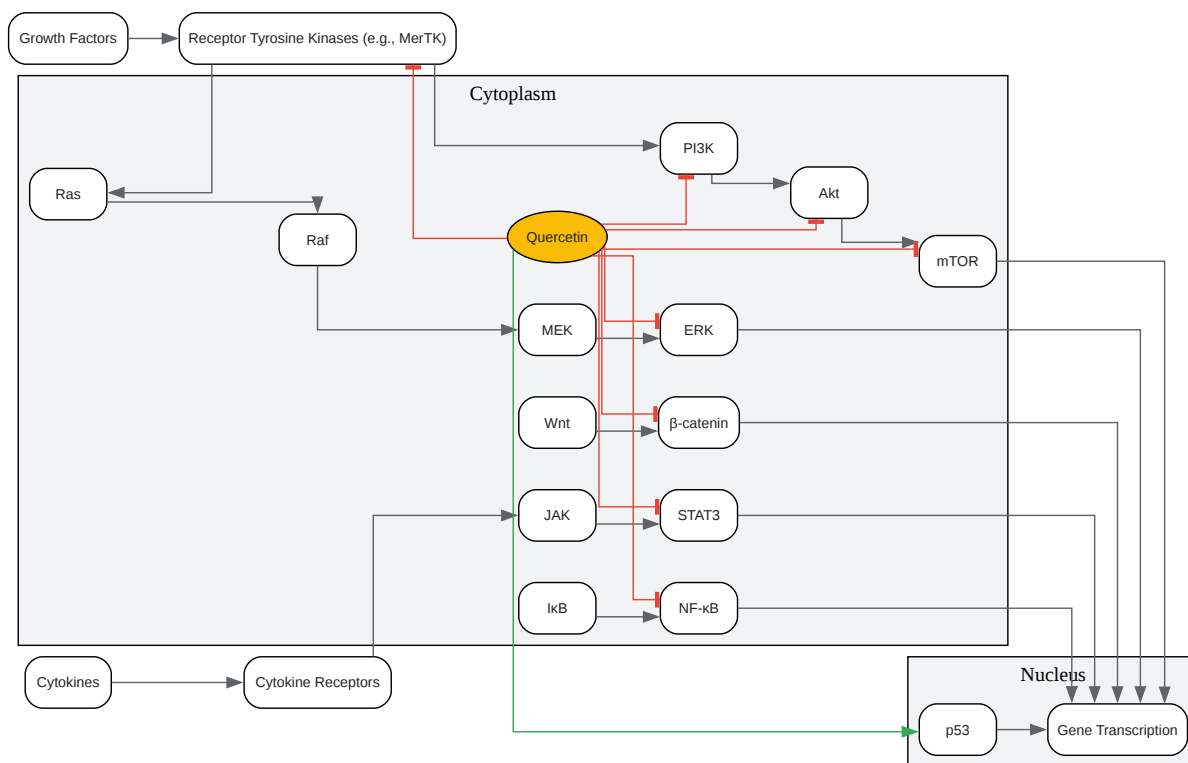 Growth Factors
Receptor Tyrosine Kinases (e.g., MerTK)
Cytoplasm
PI3K
Ras
Akt
Raf
Quercetin
mTOR
MEK
ERK
Wnt
β-catenin
JAK
STAT3
IκB
NF-κB
Cytokines
Cytokine Receptors
Nucleus
p53
Gene Transcription